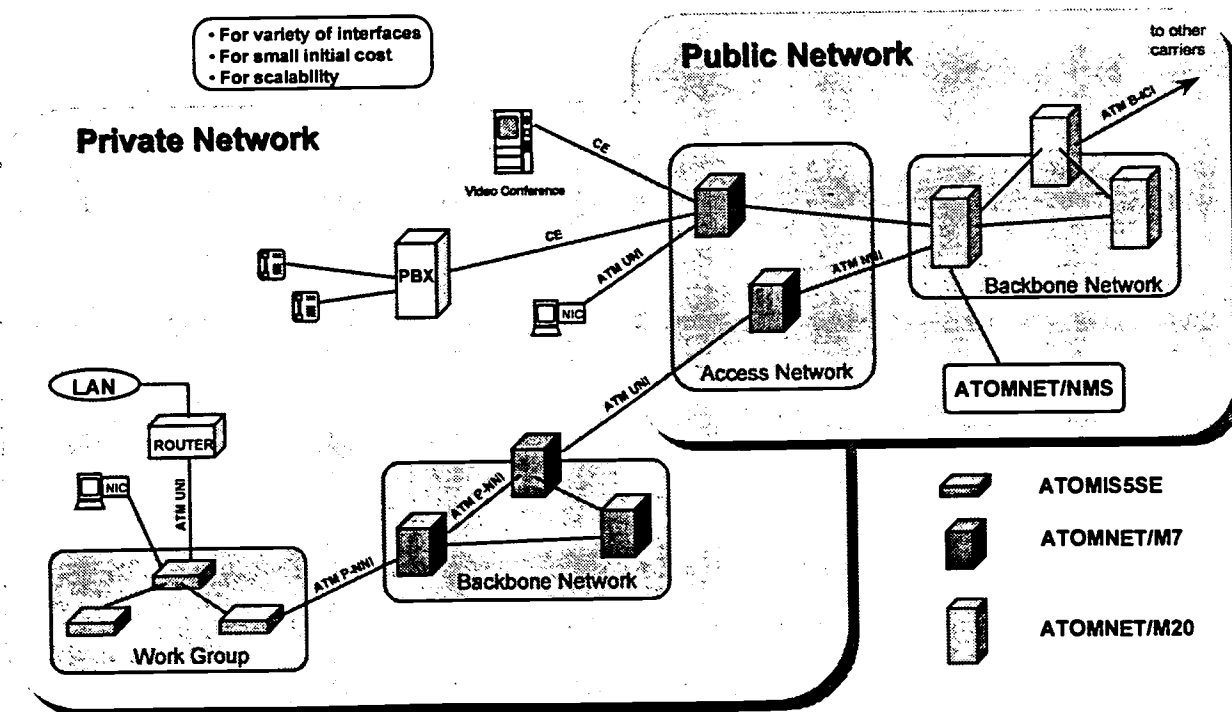 • For variety of interfaces
• For small initial cost
• For scalability
Public Network
to other
carriers
ATM B-ICI
Private Network
Video Conference
CE
CE
PBX
ATM UNI
NIC
ATM NNI
Backbone Network
Access Network
ATOMNET/NMS
LAN
ROUTER
NIC
ATM UNI
ATM UNI
ATM P-NNI
ATM P-NNI
Backbone Network
Work Group
ATOMIS5SE
ATOMNET/M7
ATOMNET/M20